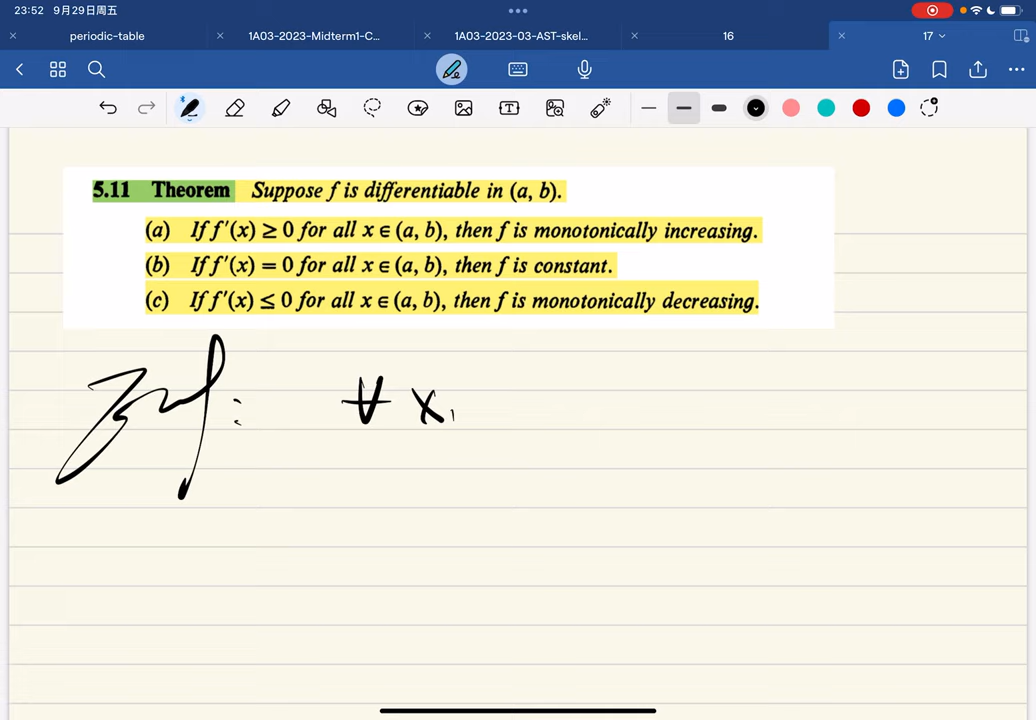 23:52 9月29日周五
periodic-table
1A03-2023-Midterm1-C...
1A03-2023-03-AST-skel...
16
17
5.11 Theorem Suppose f is differentiable in (a, b).
(a) If f'(x) ≥ 0 for all x ∈ (a, b), then f is monotonically increasing.
(b) If f'(x) = 0 for all x ∈ (a, b), then f is constant.
(c) If f'(x) ≤ 0 for all x ∈ (a, b), then f is monotonically decreasing.
∀ x₁